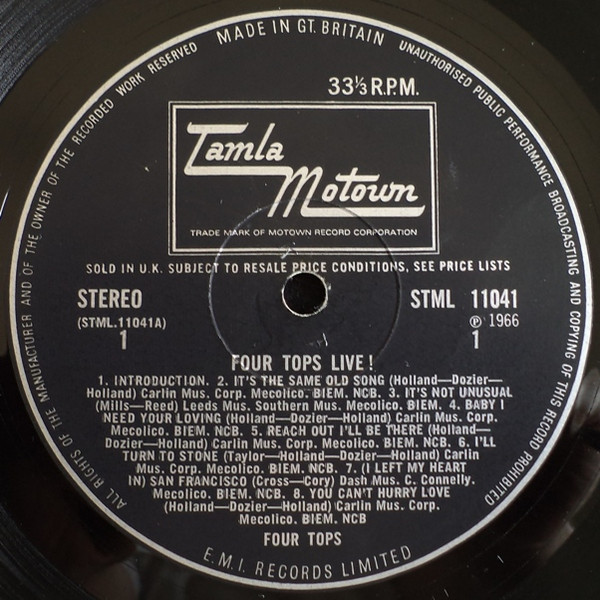 MADE IN GT. BRITAIN
UNAUTHORISED PUBLIC PERFORMANCE BROADCASTING AND COPYING OF THIS RECORD PROHIBITED
ALL RIGHTS OF THE MANUFACTURER AND OF THE OWNER OF THE RECORDED WORK RESERVED
33⅓ R.P.M.
Tamla
Motown
TRADE MARK OF MOTOWN RECORD CORPORATION
SOLD IN U.K. SUBJECT TO RESALE PRICE CONDITIONS, SEE PRICE LISTS
STEREO
(STML.11041A)
1
STML 11041
℗ 1966
1
FOUR TOPS LIVE!
1. INTRODUCTION. 2. IT'S THE SAME OLD SONG (Holland—Dozier—
Holland) Carlin Mus. Corp. Mecolico. BIEM. NCB. 3. IT'S NOT UNUSUAL
(Mills—Reed) Leeds Mus. Southern Mus. Mecolico. BIEM. 4. BABY I
NEED YOUR LOVING (Holland—Dozier—Holland) Carlin Mus. Corp.
Mecolico. BIEM. NCB. 5. REACH OUT I'LL BE THERE (Holland—
Dozier—Holland) Carlin Mus. Corp. Mecolico. BIEM. NCB. 6. I'LL
TURN TO STONE (Taylor—Holland—Dozier—Holland) Carlin
Mus. Corp. Mecolico. BIEM. NCB. 7. (I LEFT MY HEART
IN) SAN FRANCISCO (Cross—Cory) Dash Mus. C. Connelly.
Mecolico. BIEM. NCB. 8. YOU CAN'T HURRY LOVE
(Holland—Dozier—Holland) Carlin Mus. Corp.
Mecolico. BIEM. NCB
FOUR TOPS
E.M.I. RECORDS LIMITED